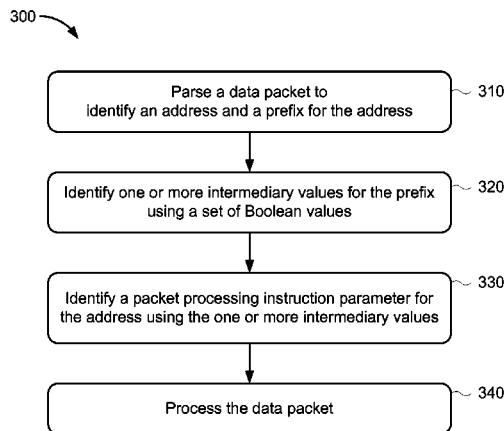 300
Parse a data packet to
identify an address and a prefix for the address
310
Identify one or more intermediary values for the prefix
using a set of Boolean values
320
Identify a packet processing instruction parameter for
the address using the one or more intermediary values
330
Process the data packet
340